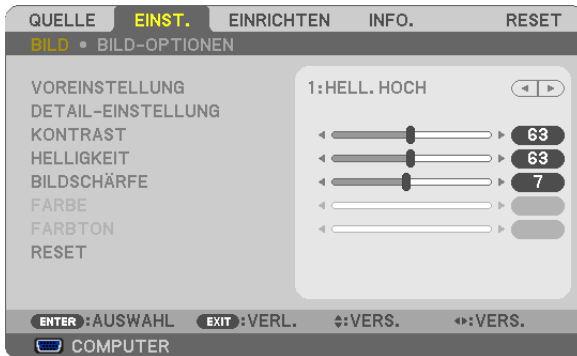 QUELLE EINST. EINRICHTEN INFO. RESET
BILD • BILD-OPTIONEN
VOREINSTELLUNG 1:HELL. HOCH
DETAIL-EINSTELLUNG
KONTRAST 63
HELLIGKEIT 63
BILDSCHÄRFE 7
FARBE
FARBTON
RESET
ENTER :AUSWAHL EXIT :VERL. :VERS. :VERS.
COMPUTER